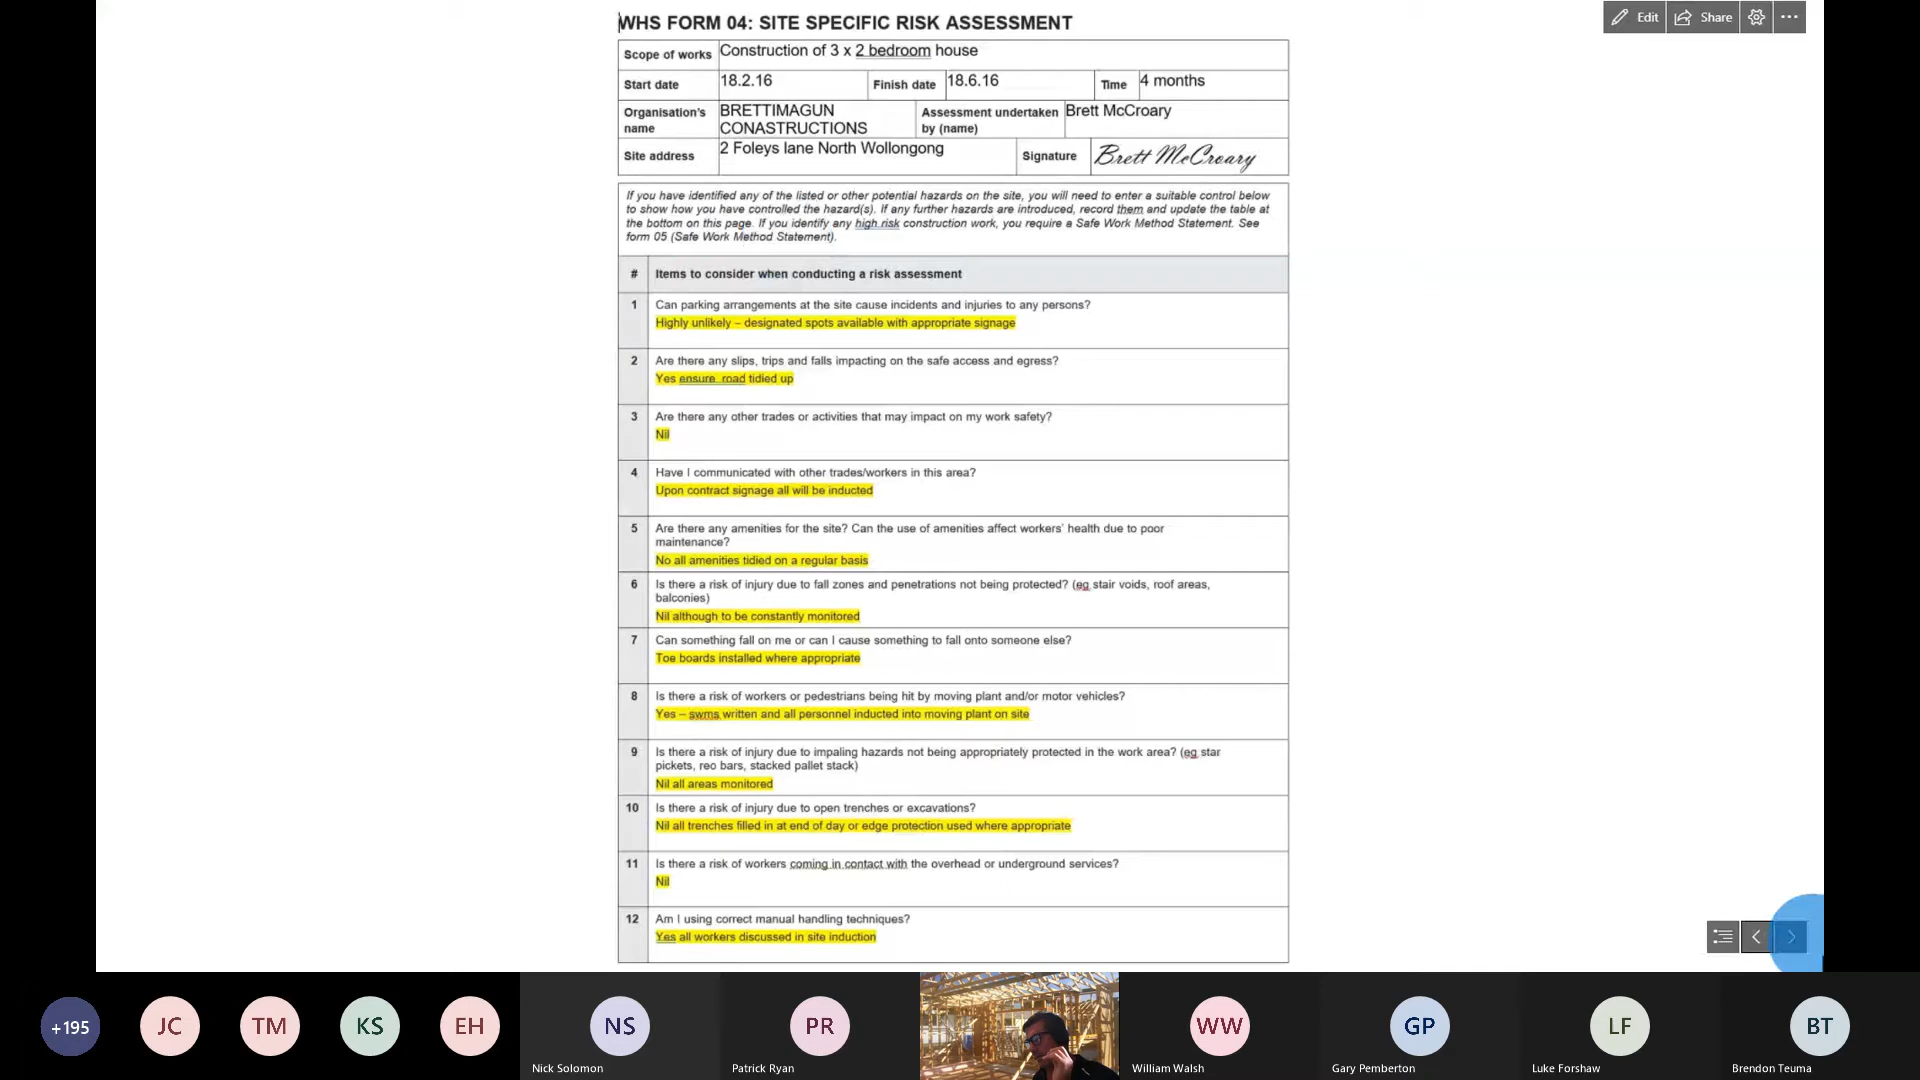 WHS FORM 04: SITE SPECIFIC RISK ASSESSMENT
Edit
Share
Scope of works Construction of 3 x 2 bedroom house
Start date 18.2.16 Finish date 18.6.16 Time 4 months
Organisation's name BRETTIMAGUN CONASTRUCTIONS Assessment undertaken by (name) Brett McCroary
Site address 2 Foleys lane North Wollongong Signature Brett McCroary
If you have identified any of the listed or other potential hazards on the site, you will need to enter a suitable control below
to show how you have controlled the hazard(s). If any further hazards are introduced, record them and update the table at
the bottom on this page. If you identify any high risk construction work, you require a Safe Work Method Statement. See
form 05 (Safe Work Method Statement).
# Items to consider when conducting a risk assessment
1 Can parking arrangements at the site cause incidents and injuries to any persons?
Highly unlikely – designated spots available with appropriate signage
2 Are there any slips, trips and falls impacting on the safe access and egress?
Yes ensure road tidied up
3 Are there any other trades or activities that may impact on my work safety?
Nil
4 Have I communicated with other trades/workers in this area?
Upon contract signage all will be inducted
5 Are there any amenities for the site? Can the use of amenities affect workers' health due to poor
maintenance?
No all amenities tidied on a regular basis
6 Is there a risk of injury due to fall zones and penetrations not being protected? (eg stair voids, roof areas,
balconies)
Nil although to be constantly monitored
7 Can something fall on me or can I cause something to fall onto someone else?
Toe boards installed where appropriate
8 Is there a risk of workers or pedestrians being hit by moving plant and/or motor vehicles?
Yes – swms written and all personnel inducted into moving plant on site
9 Is there a risk of injury due to impaling hazards not being appropriately protected in the work area? (eg star
pickets, reo bars, stacked pallet stack)
Nil all areas monitored
10 Is there a risk of injury due to open trenches or excavations?
Nil all trenches filled in at end of day or edge protection used where appropriate
11 Is there a risk of workers coming in contact with the overhead or underground services?
Nil
12 Am I using correct manual handling techniques?
Yes all workers discussed in site induction
+195 JC TM KS EH NS PR WW GP LF BT
Nick Solomon Patrick Ryan William Walsh Gary Pemberton Luke Forshaw Brendon Teuma